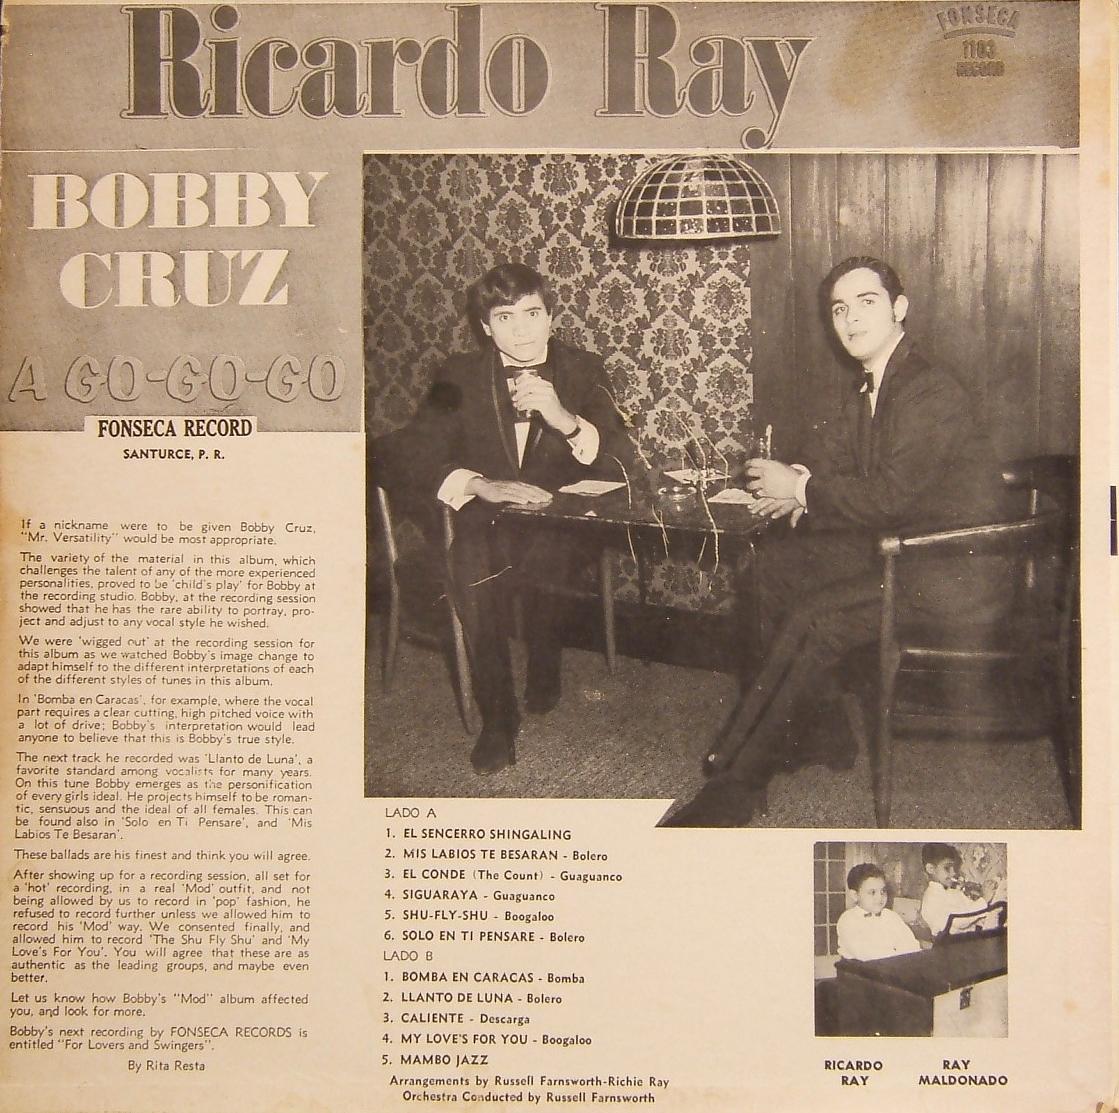 Ricardo Ray
FONSECA
1103
RECORD
BOBBY
CRUZ
A GO-GO-GO
FONSECA RECORD
SANTURCE, P. R.
If a nickname were to be given Bobby Cruz,
"Mr. Versatility" would be most appropriate.
The variety of the material in this album, which
challenges the talent of any of the more experienced
personalities, proved to be 'child's play' for Bobby at
the recording studio. Bobby, at the recording session
showed that he has the rare ability to portray, pro-
ject and adjust to any vocal style he wished.
We were 'wigged out' at the recording session for
this album as we watched Bobby's image change to
adapt himself to the different interpretations of each
of the different styles of tunes in this album.
In 'Bomba en Caracas', for example, where the vocal
part requires a clear cutting, high pitched voice with
a lot of drive; Bobby's interpretation would lead
anyone to believe that this is Bobby's true style.
The next track he recorded was 'Llanto de Luna', a
favorite standard among vocalists for many years.
On this tune Bobby emerges as the personification
of every girls ideal. He projects himself to be roman-
tic, sensuous and the ideal of all females. This can
be found also in 'Solo en Ti Pensare', and 'Mis
Labios Te Besaran'.
These ballads are his finest and think you will agree.
After showing up for a recording session, all set for
a 'hot' recording, in a real 'Mod' outfit, and not
being allowed by us to record in 'pop' fashion, he
refused to record further unless we allowed him to
record his 'Mod' way. We consented finally, and
allowed him to record 'The Shu Fly Shu' and 'My
Love's For You'. You will agree that these are as
authentic as the leading groups, and maybe even
better.
Let us know how Bobby's "Mod" album affected
you, and look for more.
Bobby's next recording by FONSECA RECORDS is
entitled "For Lovers and Swingers".
By Rita Resta
LADO A
1. EL SENCERRO SHINGALING
2. MIS LABIOS TE BESARAN - Bolero
3. EL CONDE (The Count) - Guaguanco
4. SIGUARAYA - Guaguanco
5. SHU-FLY-SHU - Boogaloo
6. SOLO EN TI PENSARE - Bolero
LADO B
1. BOMBA EN CARACAS - Bomba
2. LLANTO DE LUNA - Bolero
3. CALIENTE - Descarga
4. MY LOVE'S FOR YOU - Boogaloo
5. MAMBO JAZZ
Arrangements by Russell Farnsworth-Richie Ray
Orchestra Conducted by Russell Farnsworth
RICARDO
RAY
RAY
MALDONADO